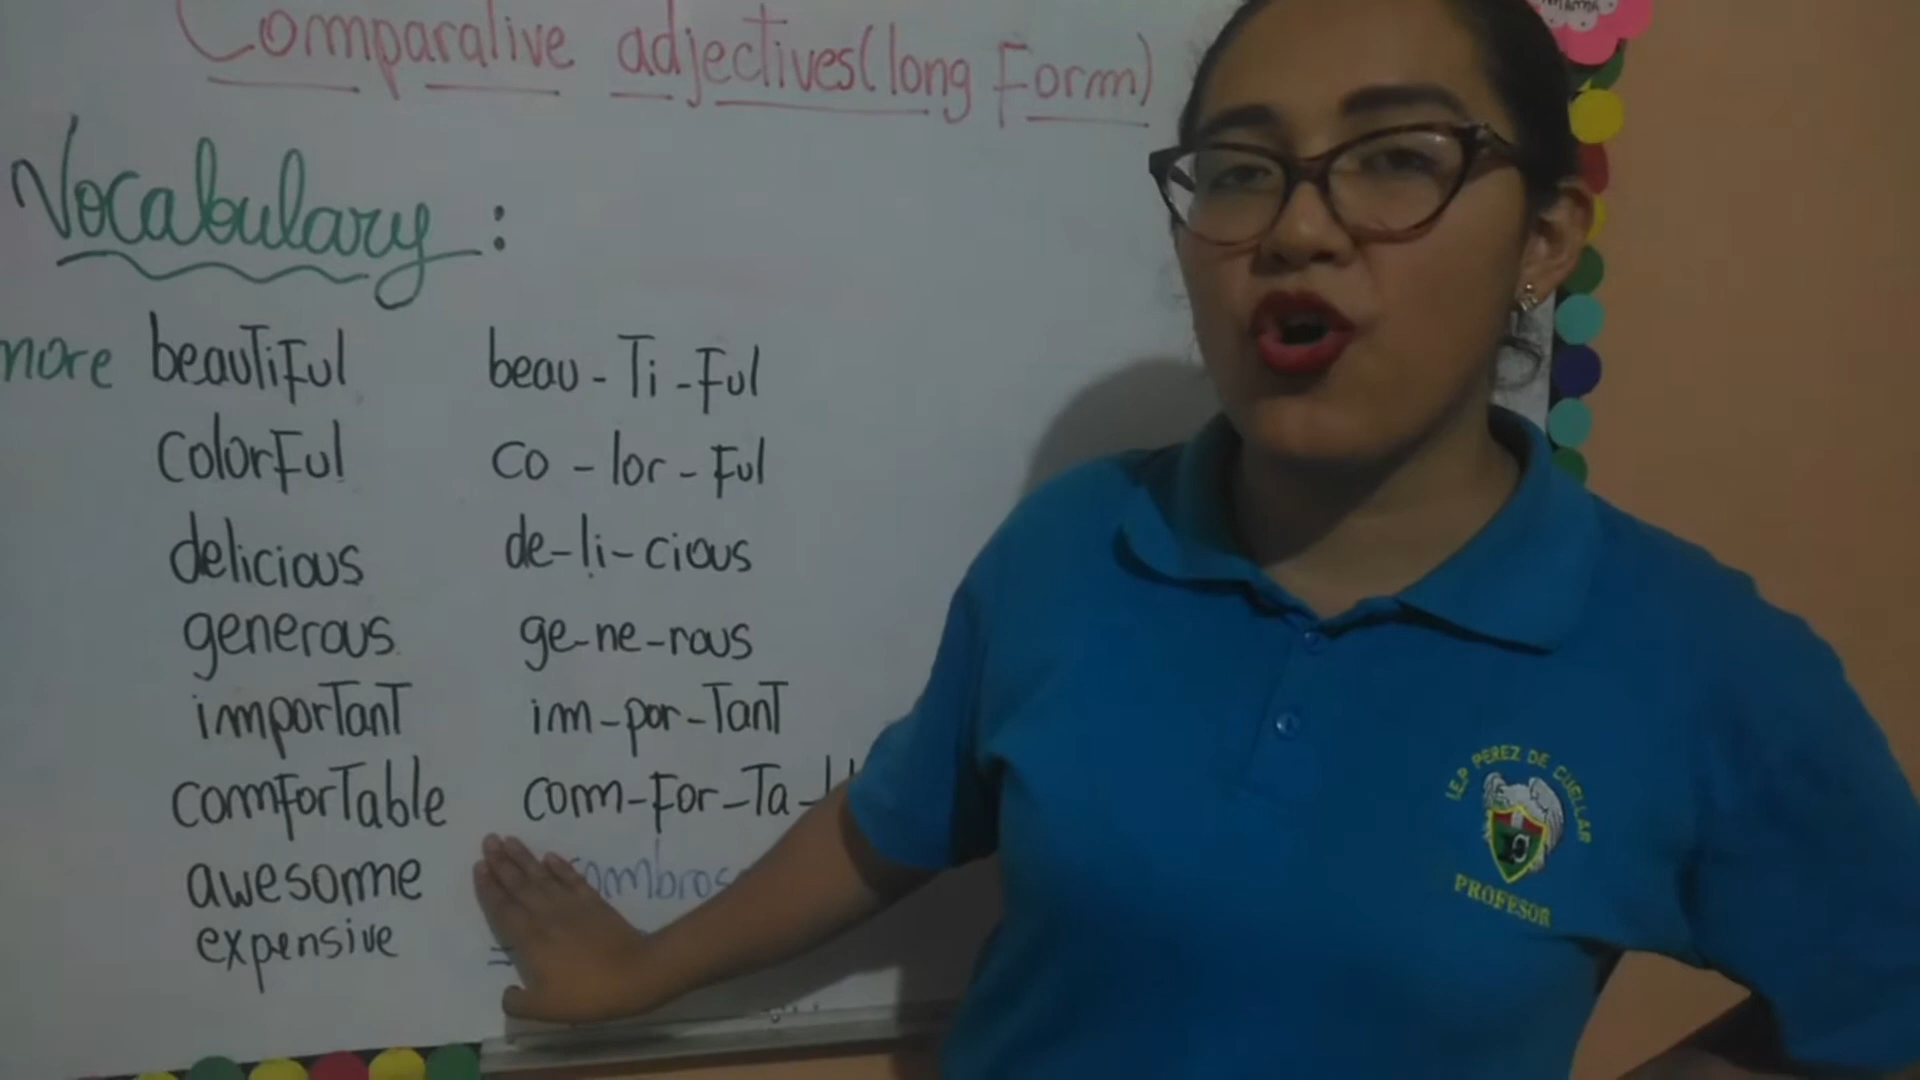 Comparative adjectives (long Form)
Vocabulary :
more beautiful beau - Ti - Ful
colorFul co - lor - Ful
delicious de - li - cious
generous ge - ne - rous
important im - por - Tant
comforTable com - For - Ta -
awesome
expensive =
I.E.P PEREZ DE CUELLAR
PROFESOR